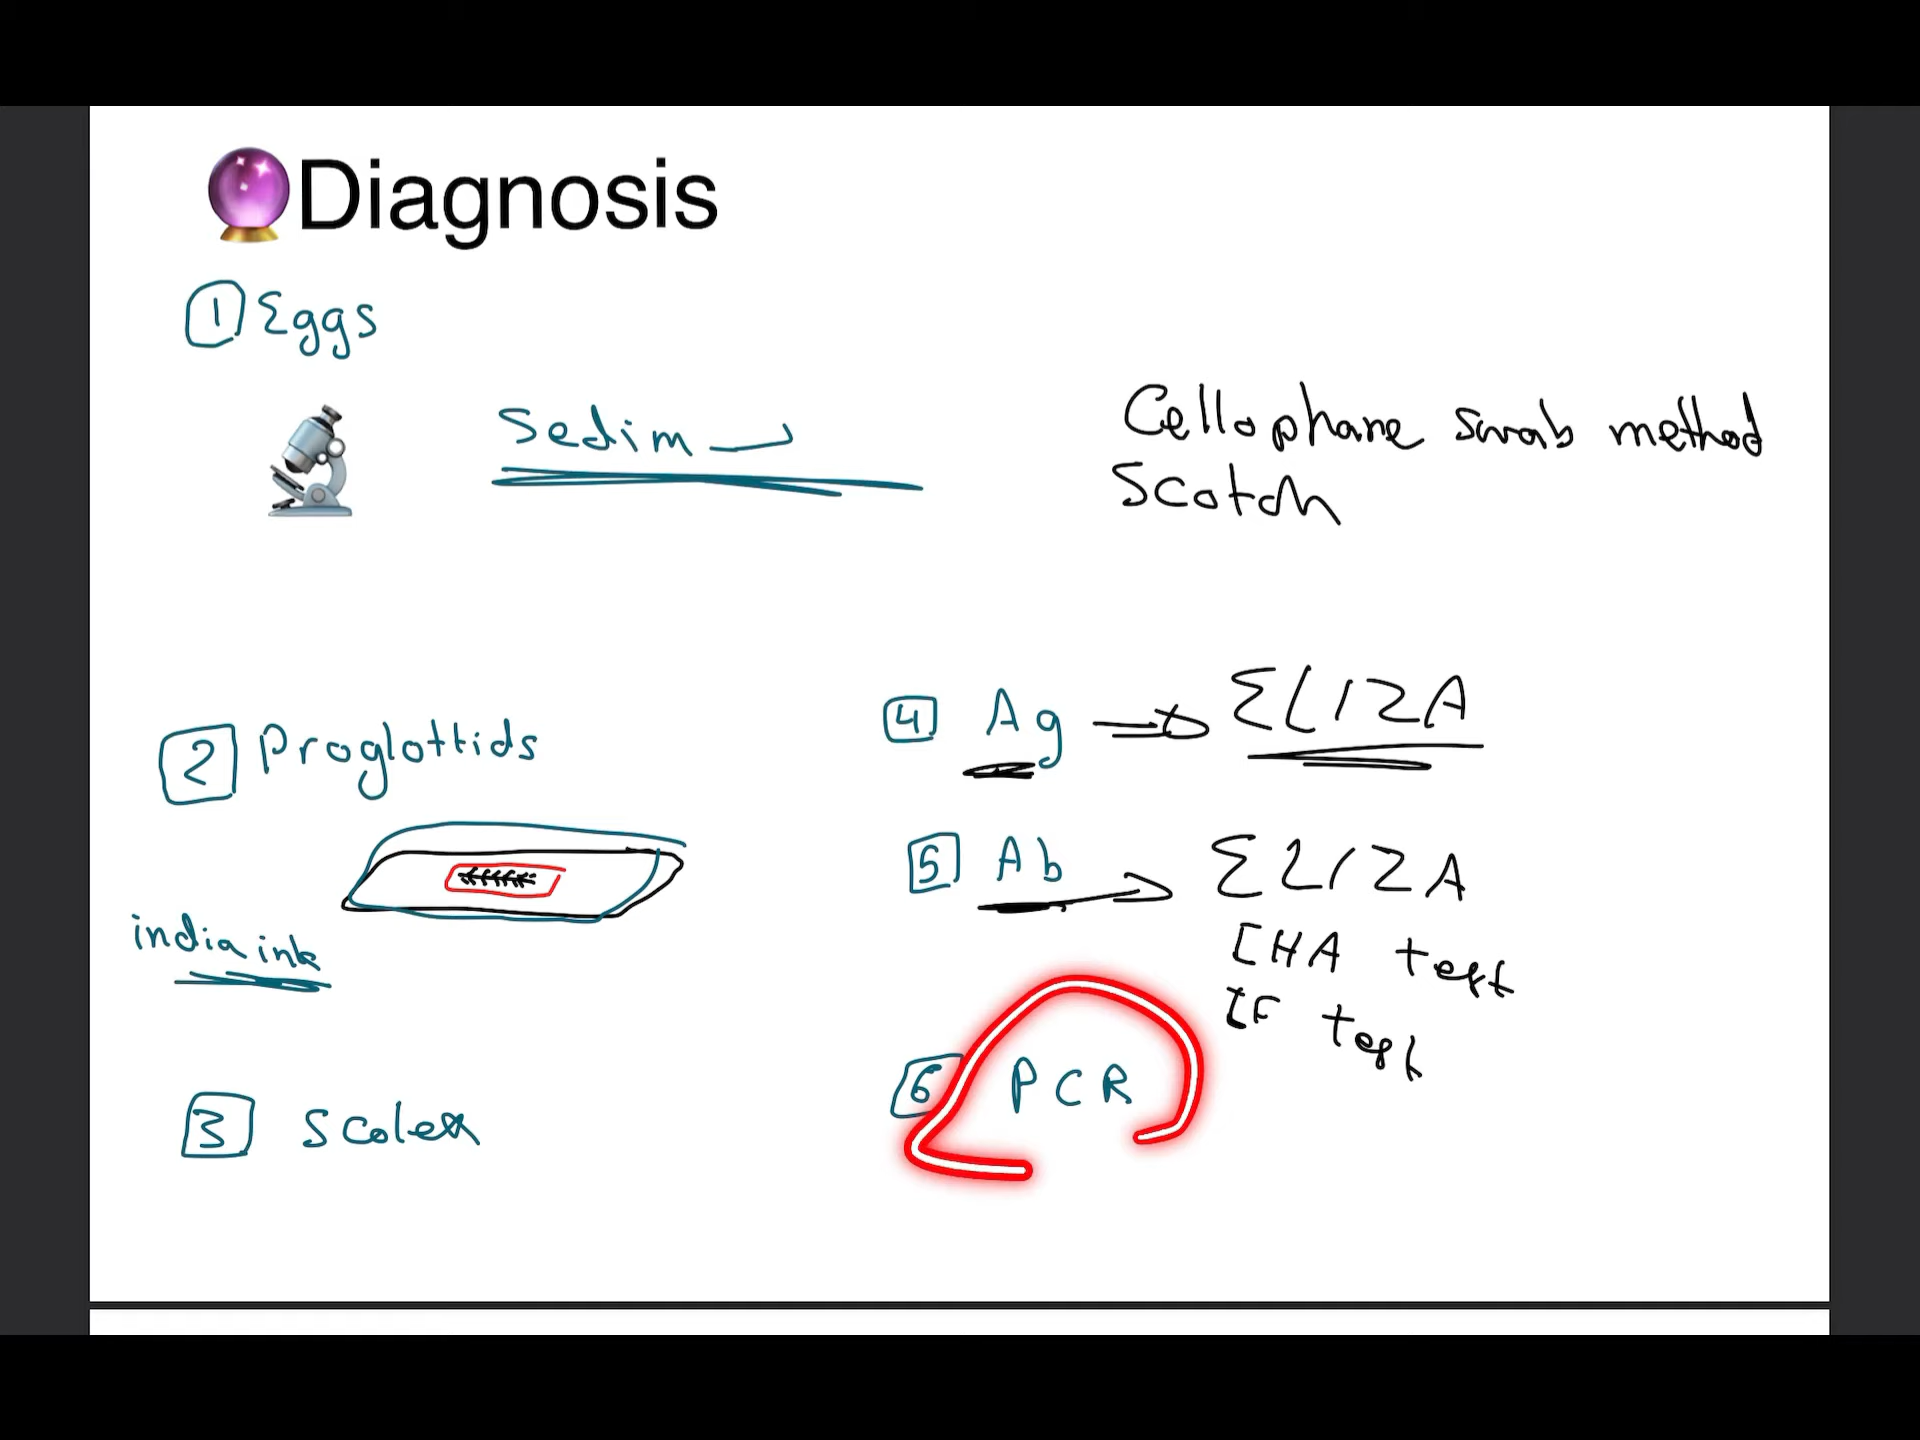 Diagnosis
1 Eggs
Sedim
Cellophane swab method
Scotch
2 Proglottids
india ink
3 Scolex
4 Ag → ELIZA
5 Ab → ELIZA
IHA test
IF test
6 PCR